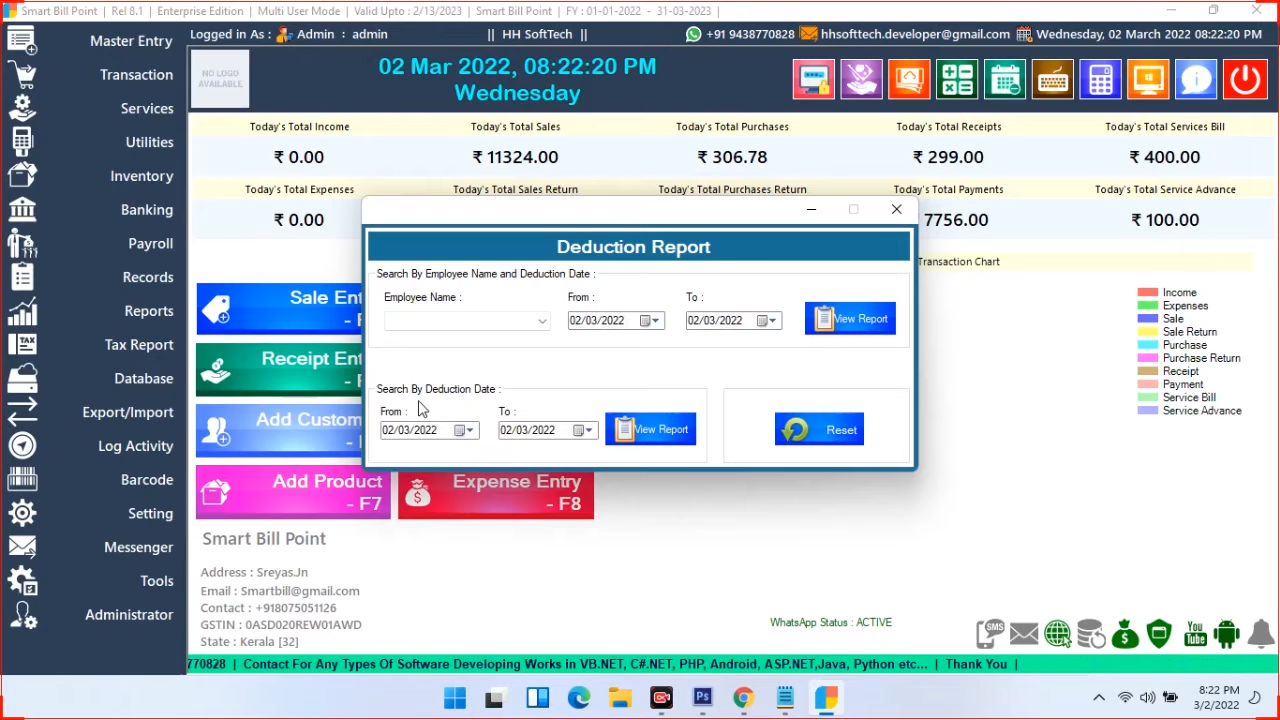 Smart Bill Point | Rel 8.1 | Enterprise Edition | Multi User Mode | Valid Upto : 2/13/2023 | Smart Bill Point | FY : 01-01-2022 - 31-03-2023 |
Logged in As : Admin : admin || HH SoftTech || +91 9438770828 hhsofttech.developer@gmail.com Wednesday, 02 March 2022 08:22:20 PM
Master Entry
Transaction
Services
Utilities
Inventory
Banking
Payroll
Records
Reports
Tax Report
Database
Export/Import
Log Activity
Barcode
Setting
Messenger
Tools
Administrator
NO LOGO
AVAILABLE
02 Mar 2022, 08:22:20 PM
Wednesday
Today's Total Income Today's Total Sales Today's Total Purchases Today's Total Receipts Today's Total Services Bill
₹ 0.00 ₹ 11324.00 ₹ 306.78 ₹ 299.00 ₹ 400.00
Today's Total Expenses Today's Total Sales Return Today's Total Purchases Return Today's Total Payments Today's Total Service Advance
₹ 0.00 7756.00 ₹ 100.00
Transaction Chart
Deduction Report
Search By Employee Name and Deduction Date :
Employee Name : From : To :
02/03/2022 02/03/2022 View Report
Search By Deduction Date :
From : To :
02/03/2022 02/03/2022 View Report
Reset
Sale Ent
- F
Receipt Ent
- F
Add Custom
-
Add Product
- F7
Expense Entry
- F8
Income
Expenses
Sale
Sale Return
Purchase
Purchase Return
Receipt
Payment
Service Bill
Service Advance
Smart Bill Point
Address : Sreyas.Jn
Email : Smartbill@gmail.com
Contact : +918075051126
GSTIN : 0ASD020REW01AWD
State : Kerala [32]
WhatsApp Status : ACTIVE
SMS
You
Tube
770828 | Contact For Any Types Of Software Developing Works in VB.NET, C#.NET, PHP, Android, ASP.NET,Java, Python etc... | Thank You |
Ps
8:22 PM
3/2/2022